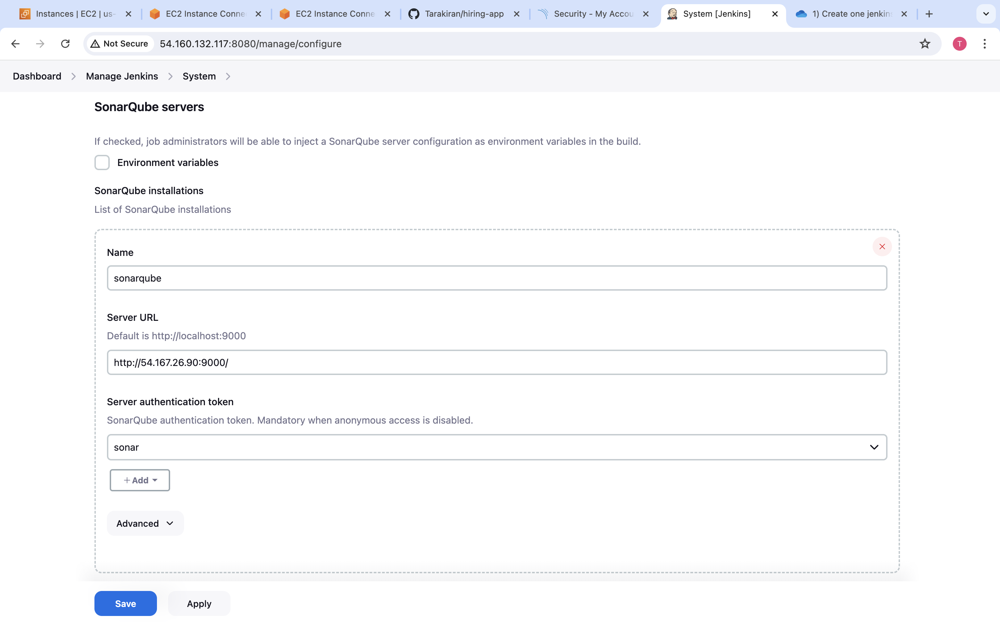 Instances | EC2 | us-
EC2 Instance Conne
EC2 Instance Conne
Tarakiran/hiring-app
Security - My Accou
System [Jenkins]
1) Create one jenkins
Not Secure
54.160.132.117:8080/manage/configure
T
Dashboard
Manage Jenkins
System
SonarQube servers
If checked, job administrators will be able to inject a SonarQube server configuration as environment variables in the build.
Environment variables
SonarQube installations
List of SonarQube installations
Name
sonarqube
Server URL
Default is http://localhost:9000
http://54.167.26.90:9000/
Server authentication token
SonarQube authentication token. Mandatory when anonymous access is disabled.
sonar
+ Add
Advanced
Save
Apply